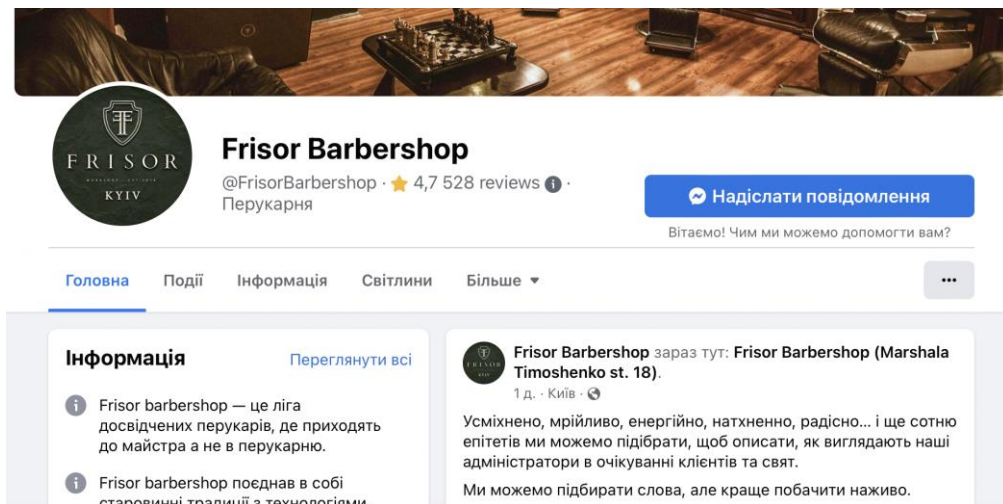 FRISOR
KYIV
Frisor Barbershop
@FrisorBarbershop · 4,7 528 reviews ·
Перукарня
Надіслати повідомлення
Вітаємо! Чим ми можемо допомогти вам?
Головна Події Інформація Світлини Більше
Інформація Переглянути всі
Frisor barbershop — це ліга
досвідчених перукарів, де приходять
до майстра а не в перукарню.
Frisor barbershop поєднав в собі
старовинні традиції з технологіями
Frisor Barbershop зараз тут: Frisor Barbershop (Marshala
Timoshenko st. 18).
1 д. · Київ ·
Усміхнено, мрійливо, енергійно, натхненно, радісно... і ще сотню
епітетів ми можемо підібрати, щоб описати, як виглядають наші
адміністратори в очікуванні клієнтів та свят.
Ми можемо підбирати слова, але краще побачити наживо.